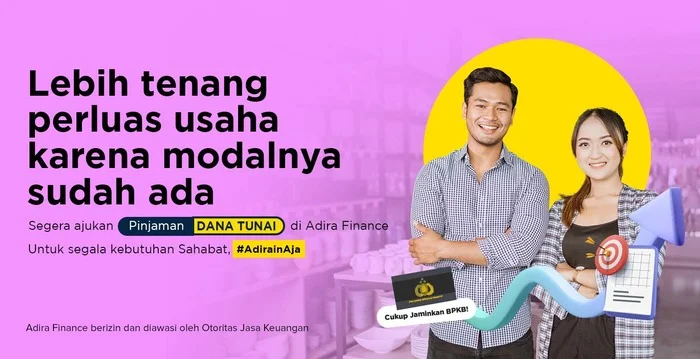 Lebih tenang
perluas usaha
karena modalnya
sudah ada
Segera ajukan Pinjaman DANA TUNAI di Adira Finance
Untuk segala kebutuhan Sahabat, #AdirainAja
Cukup Jaminkan BPKB!
Adira Finance berizin dan diawasi oleh Otoritas Jasa Keuangan